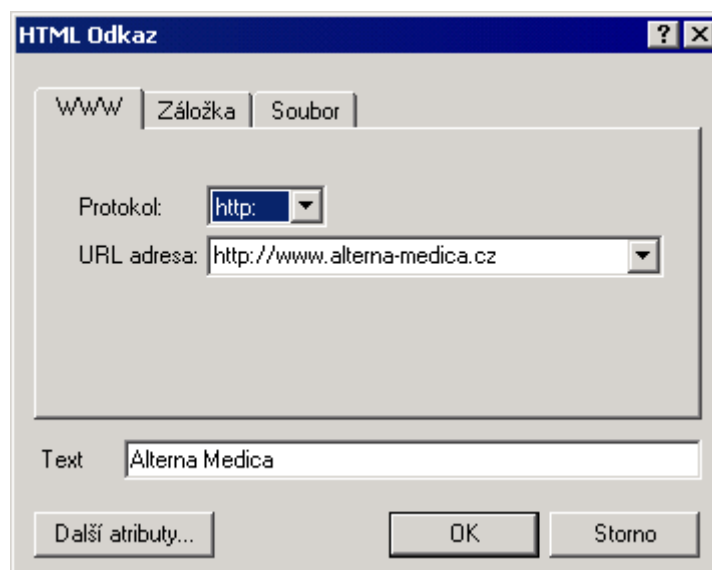 HTML Odkaz
WWW Záložka Soubor
Protokol: http:
URL adresa: http://www.alterna-medica.cz
Text Alterna Medica
Další atributy... OK Storno